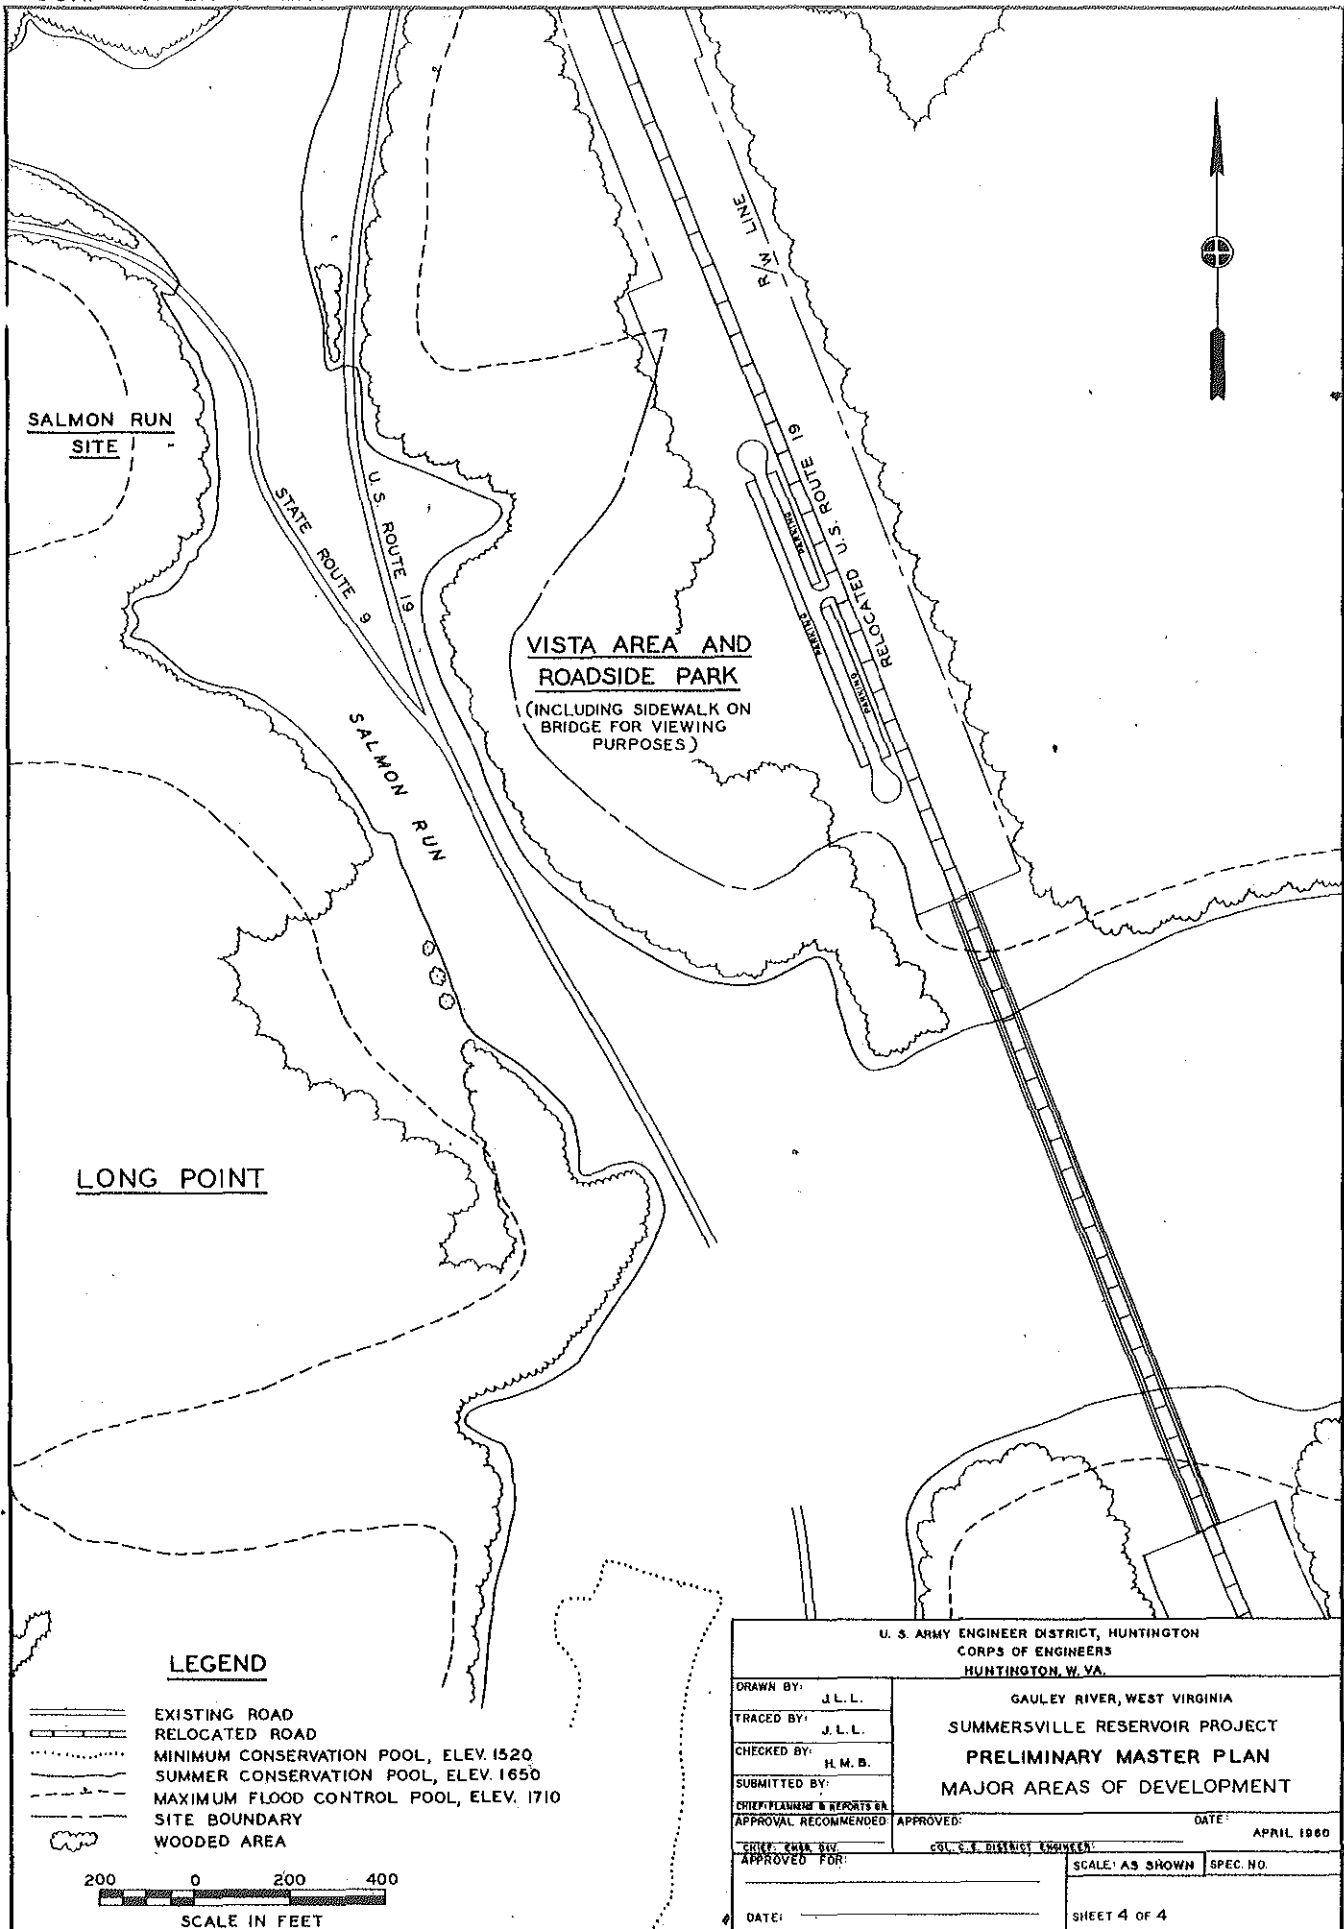 R/W LINE
SALMON RUN
SITE
STATE ROUTE 9
U.S. ROUTE 19
PARKING
PARKING
PARKING
RELOCATED U.S. ROUTE 19
VISTA AREA AND
ROADSIDE PARK
(INCLUDING SIDEWALK ON
BRIDGE FOR VIEWING
PURPOSES)
SALMON RUN
LONG POINT
LEGEND
EXISTING ROAD
RELOCATED ROAD
MINIMUM CONSERVATION POOL, ELEV. 1520
SUMMER CONSERVATION POOL, ELEV. 1650
MAXIMUM FLOOD CONTROL POOL, ELEV. 1710
SITE BOUNDARY
WOODED AREA
200 0 200 400
SCALE IN FEET
U. S. ARMY ENGINEER DISTRICT, HUNTINGTON
CORPS OF ENGINEERS
HUNTINGTON, W. VA.
DRAWN BY:
J.L.L.
TRACED BY:
J.L.L.
CHECKED BY:
H.M.B.
SUBMITTED BY:
CHIEF: PLANNING & REPORTS BR.
GAULEY RIVER, WEST VIRGINIA
SUMMERSVILLE RESERVOIR PROJECT
PRELIMINARY MASTER PLAN
MAJOR AREAS OF DEVELOPMENT
APPROVAL RECOMMENDED:
CHIEF: ENGR. DIV.
APPROVED:
COL. C.E. DISTRICT ENGINEER:
DATE:
APRIL 1960
APPROVED FOR:
DATE:
SCALE: AS SHOWN
SPEC. NO.
SHEET 4 OF 4